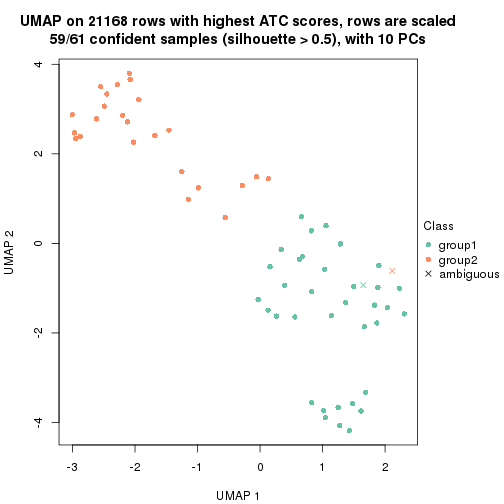 UMAP on 21168 rows with highest ATC scores, rows are scaled
59/61 confident samples (silhouette > 0.5), with 10 PCs
4
2
0
-2
-4
UMAP 2
-3
-2
-1
0
1
2
UMAP 1
Class
group1
group2
ambiguous